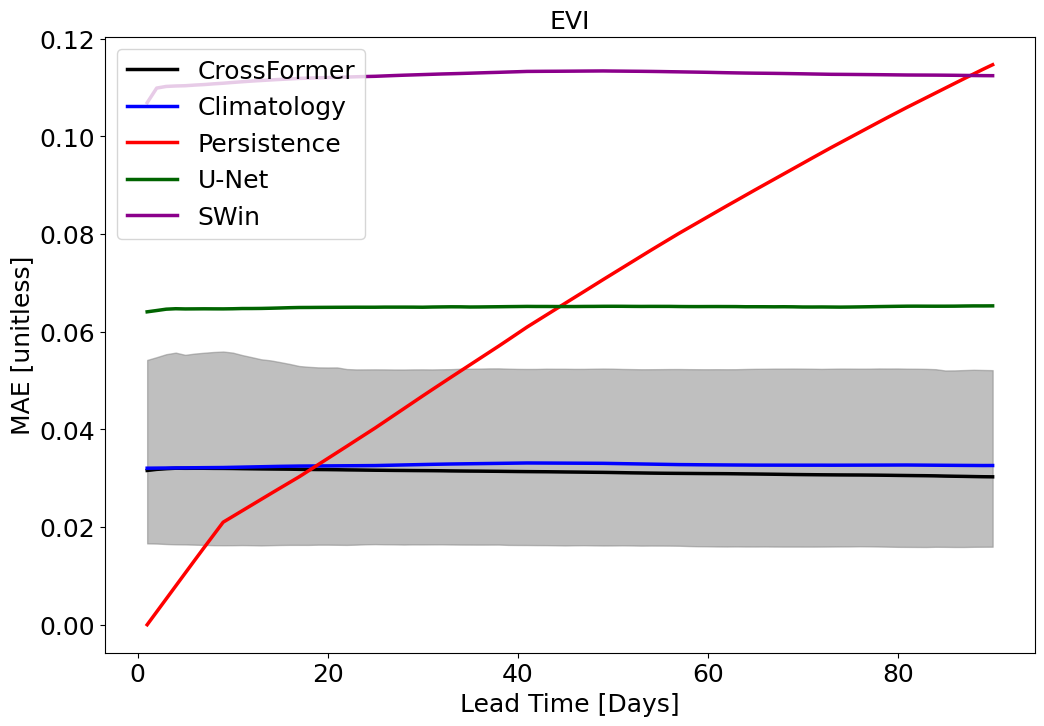 EVI
0.12
0.10
0.08
0.06
0.04
0.02
0.00
MAE [unitless]
CrossFormer
Climatology
Persistence
U-Net
SWin
0
20
40
60
80
Lead Time [Days]